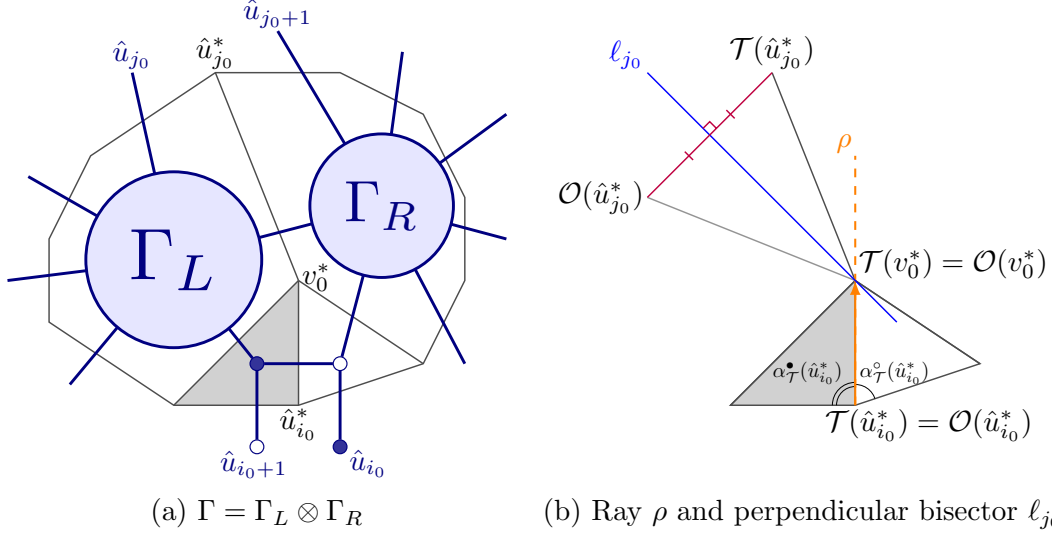 û_{j_0+1}
û_{j_0}
û^*_{j_0}
Γ_L
Γ_R
v^*_0
û^*_{i_0}
û_{i_0+1}
û_{i_0}
(a) Γ = Γ_L ⊗ Γ_R
ℓ_{j_0}
𝒯(û^*_{j_0})
ρ
𝒪(û^*_{j_0})
𝒯(v^*_0) = 𝒪(v^*_0)
α^•_𝒯(û^*_{i_0})
α^∘_𝒯(û^*_{i_0})
𝒯(û^*_{i_0}) = 𝒪(û^*_{i_0})
(b) Ray ρ and perpendicular bisector ℓ_{j_0}